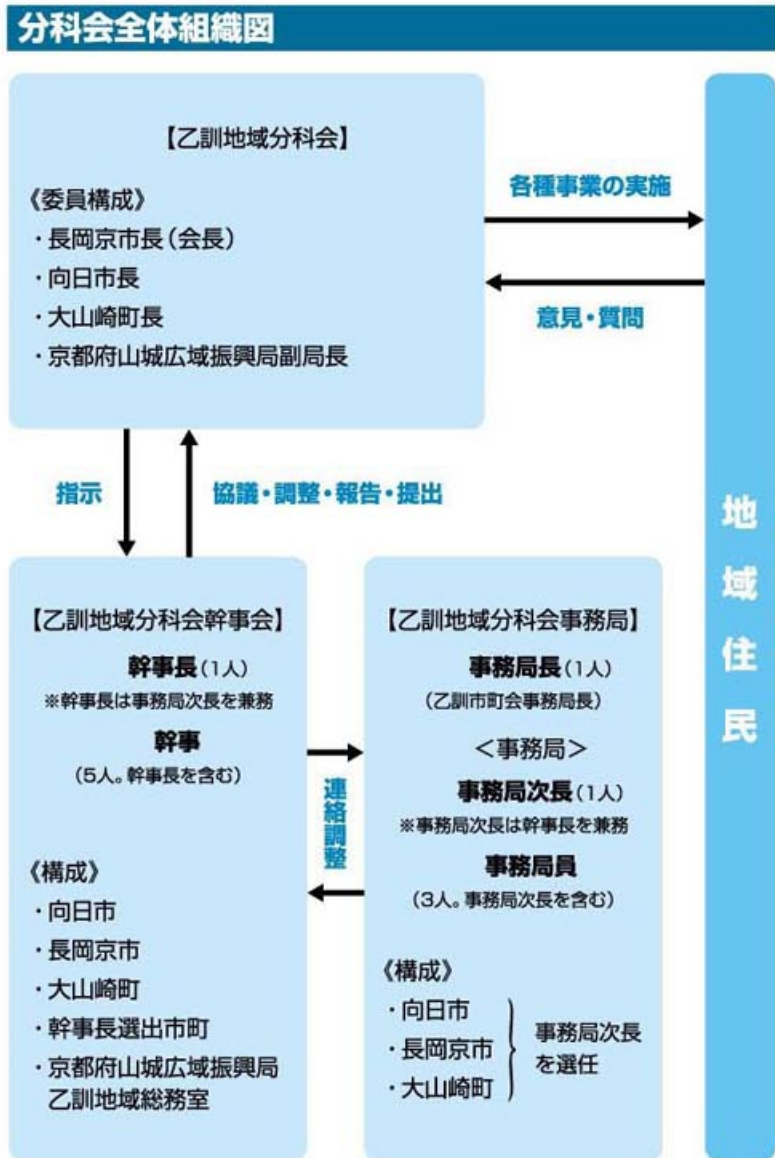 分科会全体組織図
【乙訓地域分科会】
《委員構成》
・長岡京市長(会長)
・向日市長
・大山崎町長
・京都府山城広域振興局副局長
各種事業の実施
意見・質問
地域住民
指示
協議・調整・報告・提出
【乙訓地域分科会幹事会】
幹事長(1人)
※幹事長は事務局次長を兼務
幹事
(5人。幹事長を含む)
《構成》
・向日市
・長岡京市
・大山崎町
・幹事長選出市町
・京都府山城広域振興局
乙訓地域総務室
連絡調整
【乙訓地域分科会事務局】
事務局長(1人)
(乙訓市町会事務局長)
<事務局>
事務局次長(1人)
※事務局次長は幹事長を兼務
事務局員
(3人。事務局次長を含む)
《構成》
・向日市
・長岡京市
・大山崎町
事務局次長
を選任